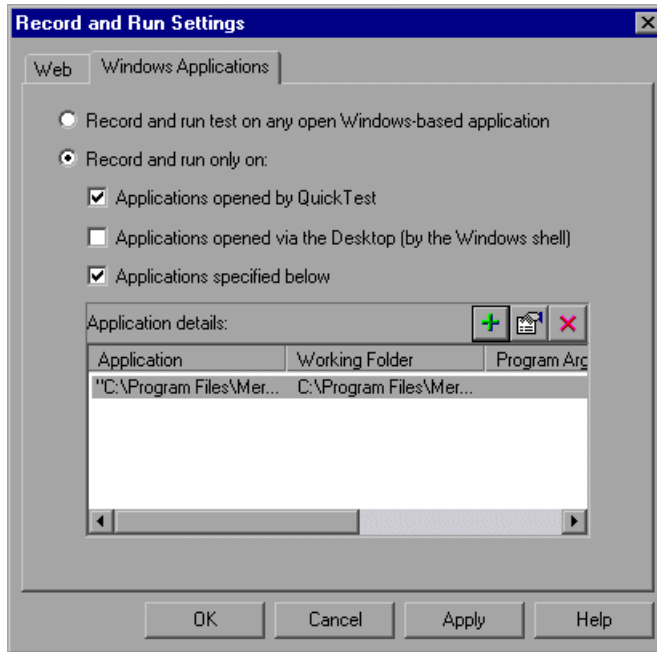 Record and Run Settings
Web Windows Applications
Record and run test on any open Windows-based application
Record and run only on:
Applications opened by QuickTest
Applications opened via the Desktop (by the Windows shell)
Applications specified below
Application details:
Application Working Folder Program Arg
"C:\Program Files\Mer... C:\Program Files\Mer...
OK Cancel Apply Help